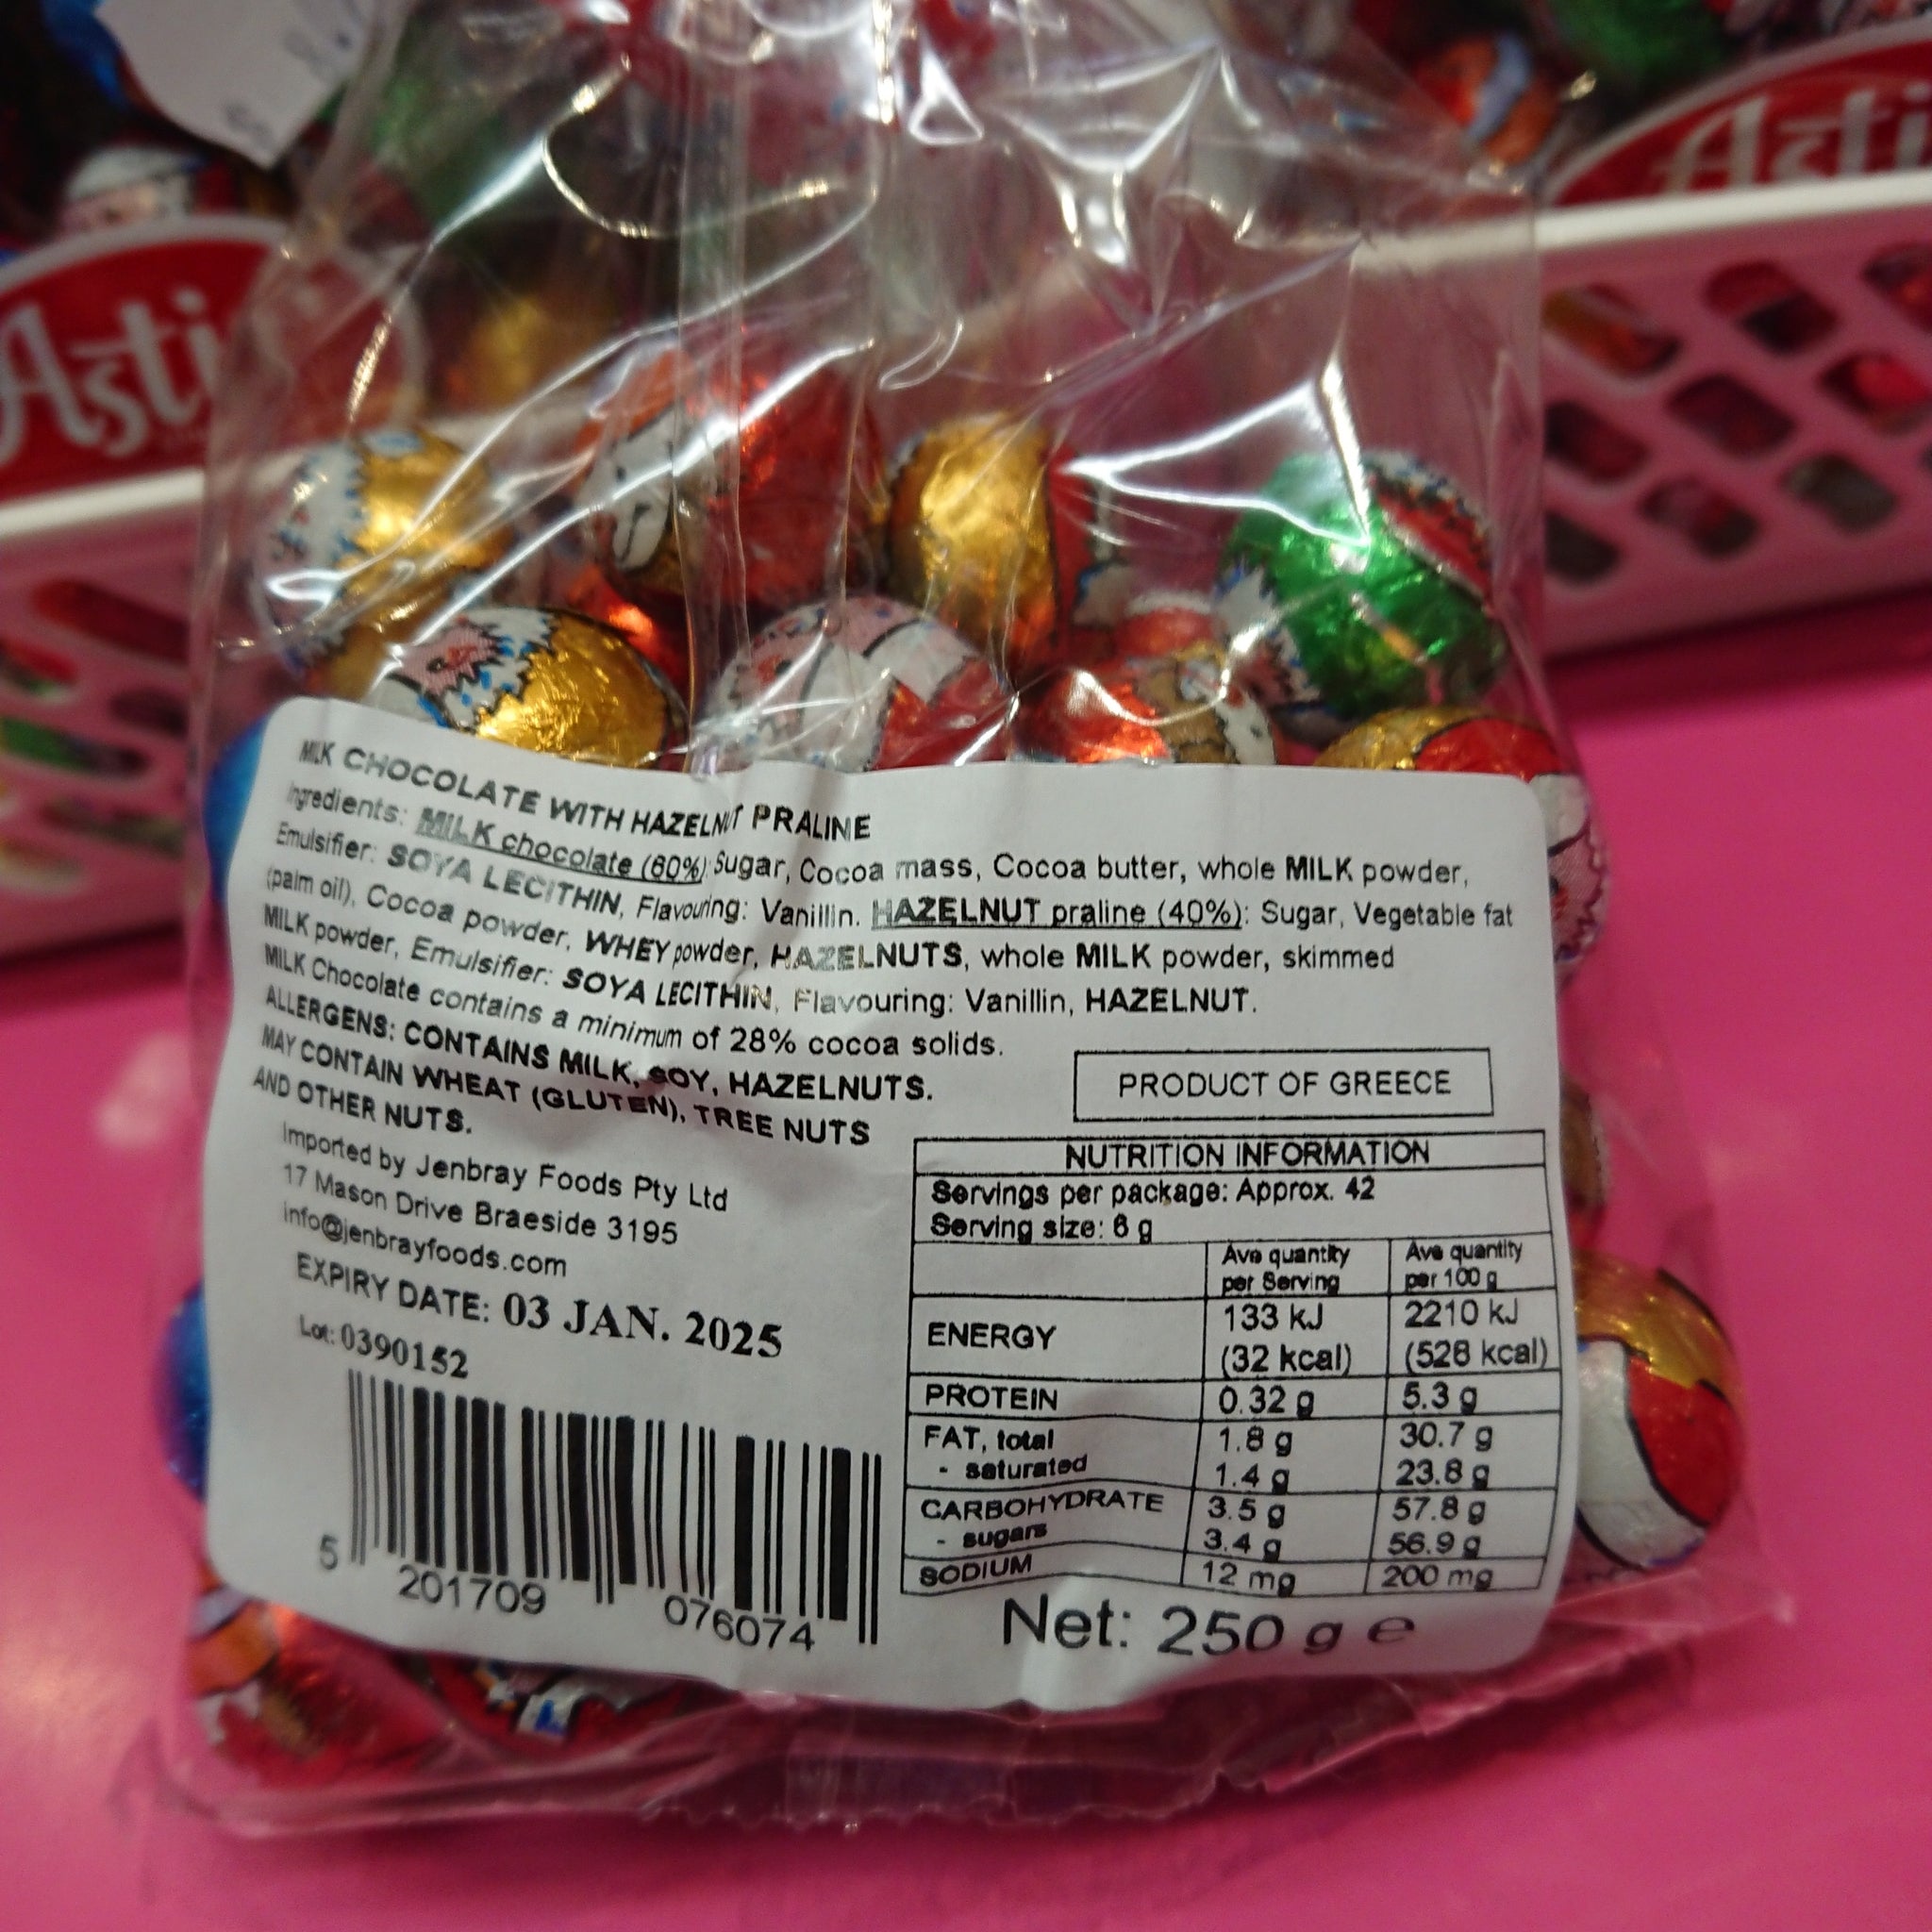 Asti
Asti
MILK CHOCOLATE WITH HAZELNUT PRALINE
Ingredients: MILK chocolate (60%): Sugar, Cocoa mass, Cocoa butter, whole MILK powder,
Emulsifier: SOYA LECITHIN, Flavouring: Vanillin. HAZELNUT praline (40%): Sugar, Vegetable fat
(palm oil), Cocoa powder, WHEY powder, HAZELNUTS, whole MILK powder, skimmed
MILK powder, Emulsifier: SOYA LECITHIN, Flavouring: Vanillin, HAZELNUT.
MILK Chocolate contains a minimum of 28% cocoa solids.
ALLERGENS: CONTAINS MILK, SOY, HAZELNUTS.
MAY CONTAIN WHEAT (GLUTEN), TREE NUTS
AND OTHER NUTS.
PRODUCT OF GREECE
Imported by Jenbray Foods Pty Ltd
17 Mason Drive Braeside 3195
info@jenbrayfoods.com
EXPIRY DATE: 03 JAN. 2025
Lot: 0390152
5 201709 076074
NUTRITION INFORMATION
Servings per package: Approx. 42
Serving size: 6 g
Ave quantity per Serving Ave quantity per 100 g
ENERGY 133 kJ (32 kcal) 2210 kJ (528 kcal)
PROTEIN 0.32 g 5.3 g
FAT, total 1.8 g 30.7 g
- saturated 1.4 g 23.8 g
CARBOHYDRATE 3.5 g 57.8 g
- sugars 3.4 g 56.9 g
SODIUM 12 mg 200 mg
Net: 250 g e